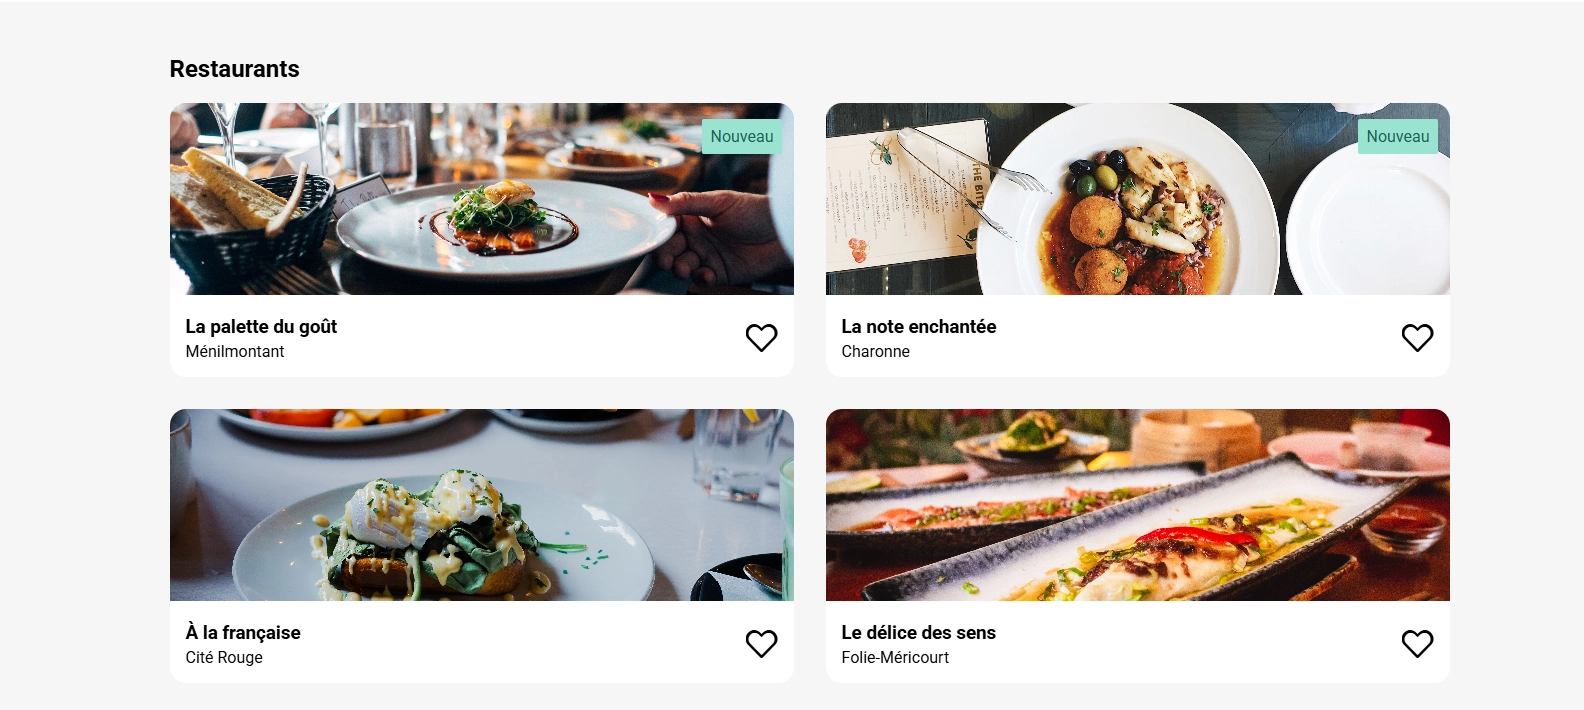 Restaurants
Nouveau
La palette du goût
Ménilmontant
Nouveau
La note enchantée
Charonne
À la française
Cité Rouge
Le délice des sens
Folie-Méricourt